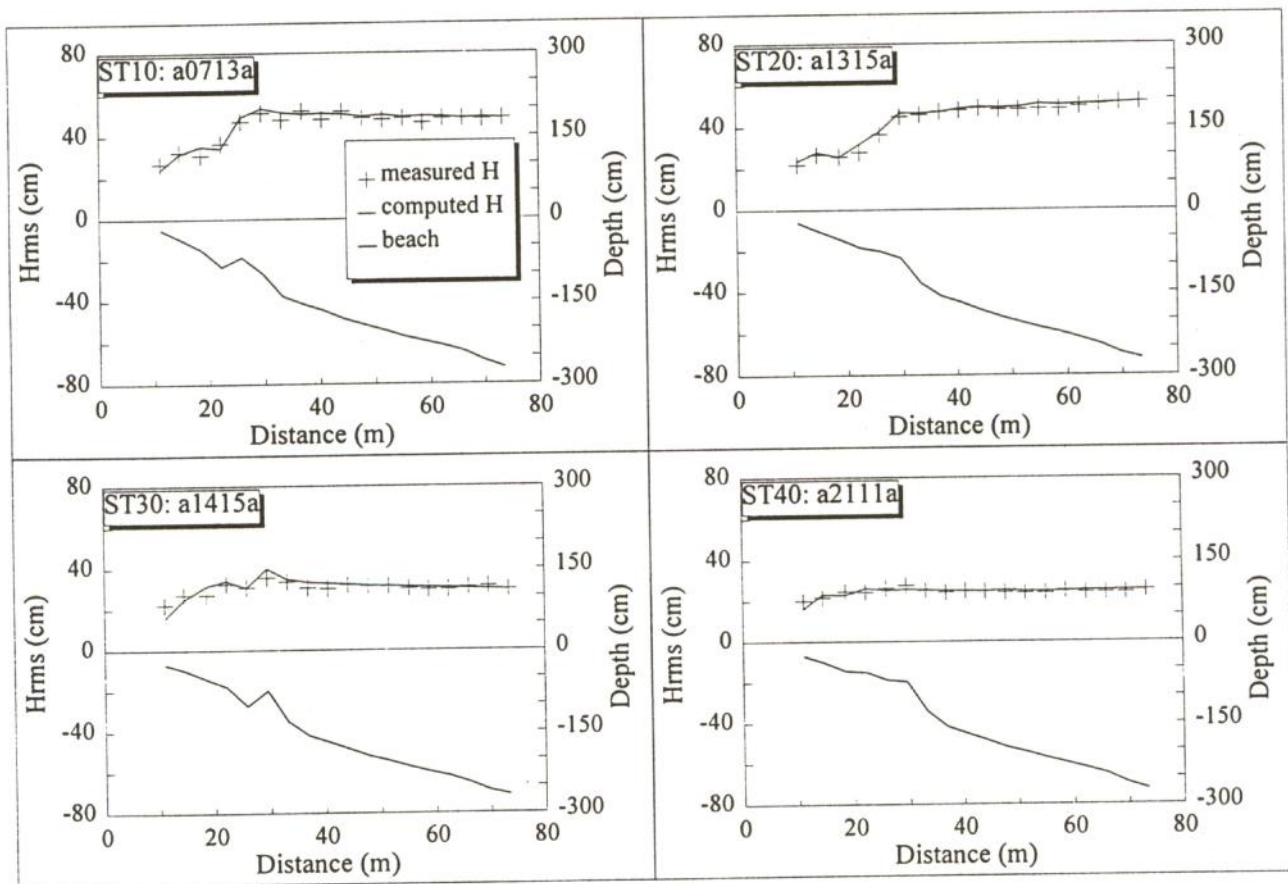 ST10: a0713a
80
40
0
-40
-80
Hrms (cm)
300
150
0
-150
-300
Depth (cm)
measured H
computed H
beach
0 20 40 60 80
Distance (m)
ST20: a1315a
80
40
0
-40
-80
Hrms (cm)
300
150
0
-150
-300
Depth (cm)
0 20 40 60 80
Distance (m)
ST30: a1415a
80
40
0
-40
-80
Hrms (cm)
300
150
0
-150
-300
Depth (cm)
0 20 40 60 80
Distance (m)
ST40: a2111a
80
40
0
-40
-80
Hrms (cm)
300
150
0
-150
-300
Depth (cm)
0 20 40 60 80
Distance (m)